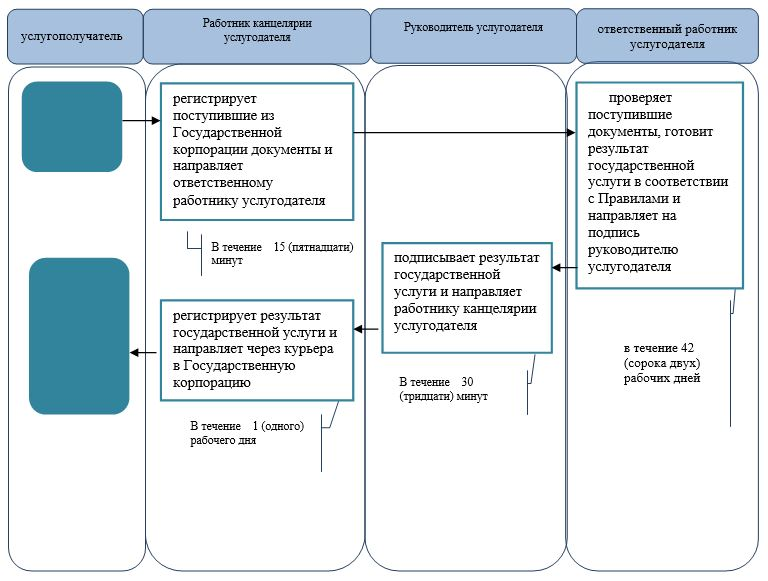 услугополучатель
Работник канцелярии
услугодателя
Руководитель услугодателя
ответственный работник
услугодателя
регистрирует
поступившие из
Государственной
корпорации документы и
направляет
ответственному
работнику услугодателя
В течение 15 (пятнадцати)
минут
проверяет
поступившие
документы, готовит
результат
государственной
услуги в соответствии
с Правилами и
направляет на
подпись
руководителю
услугодателя
в течение 42
(сорока двух)
рабочих дней
подписывает результат
государственной
услуги и направляет
работнику канцелярии
услугодателя
В течение 30
(тридцати) минут
регистрирует результат
государственной услуги и
направляет через курьера
в Государственную
корпорацию
В течение 1 (одного)
рабочего дня